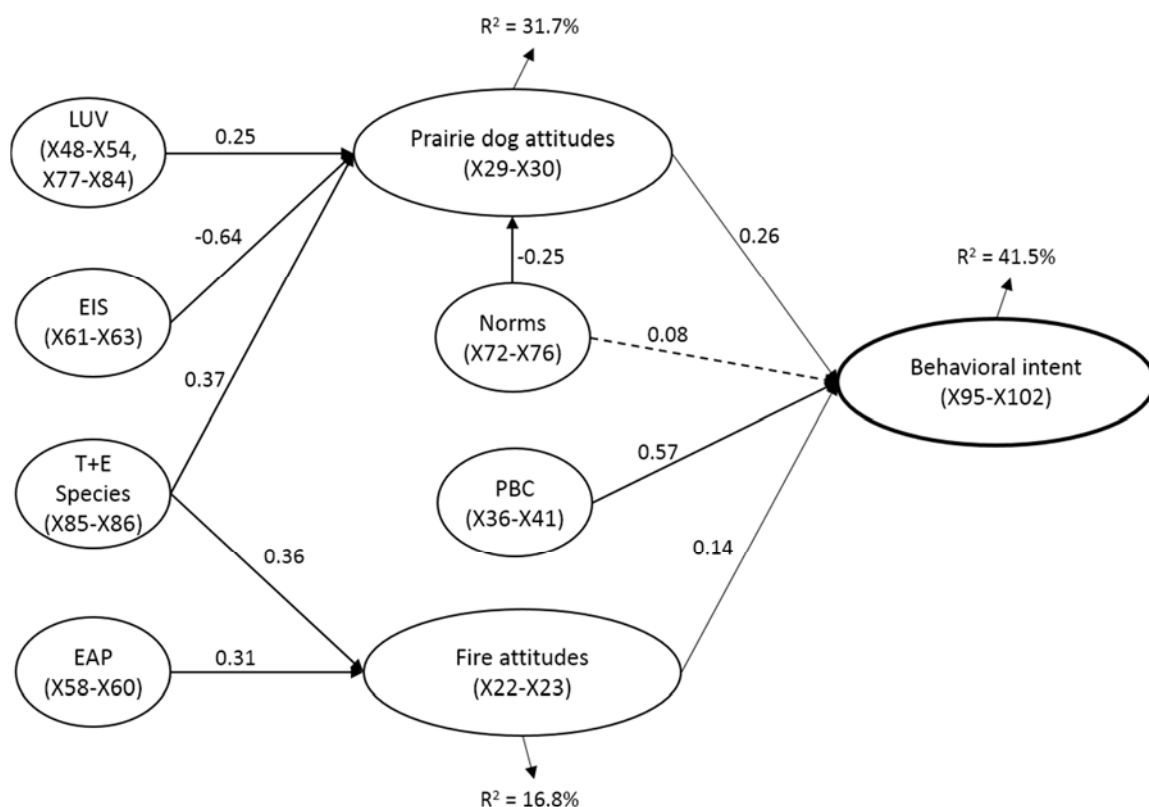 R² = 31.7%
LUV
(X48-X54,
X77-X84)
0.25
Prairie dog attitudes
(X29-X30)
-0.64
-0.25
0.26
R² = 41.5%
EIS
(X61-X63)
Norms
(X72-X76)
0.08
Behavioral intent
(X95-X102)
0.37
T+E
Species
(X85-X86)
PBC
(X36-X41)
0.57
0.36
0.14
EAP
(X58-X60)
0.31
Fire attitudes
(X22-X23)
R² = 16.8%